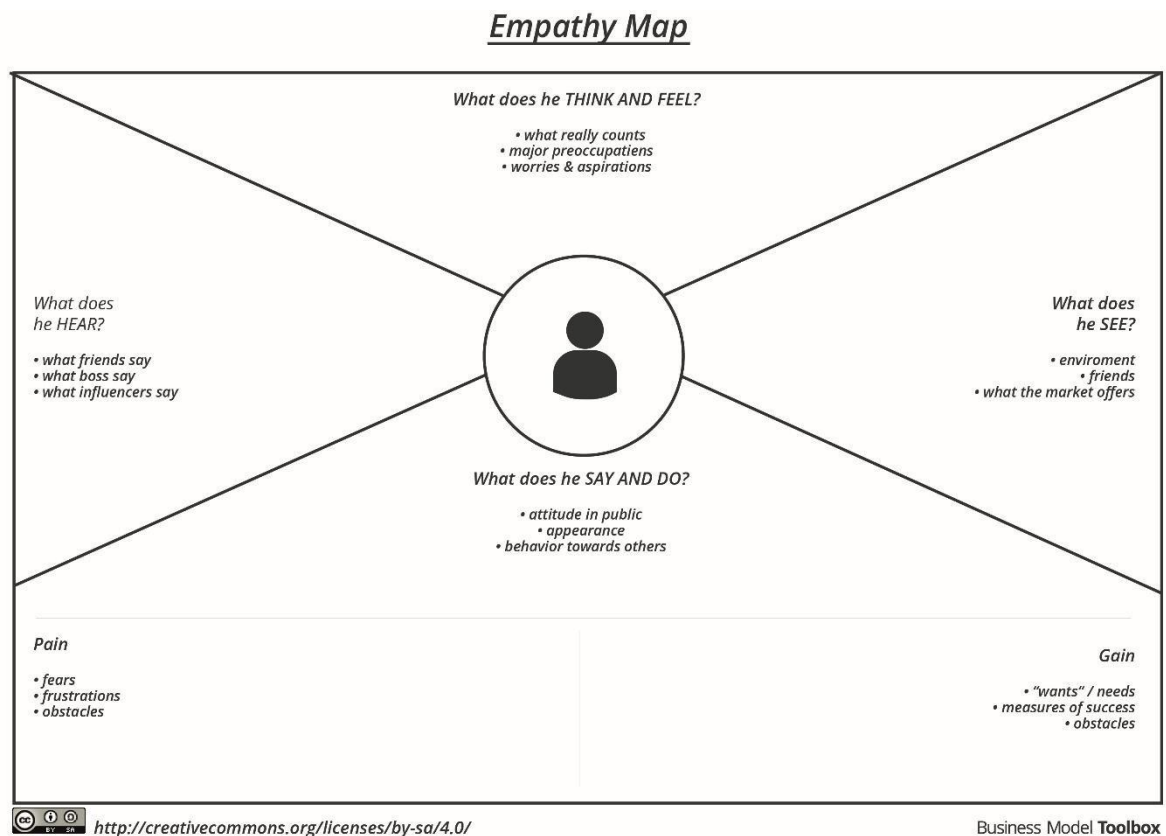 Empathy Map
What does he THINK AND FEEL?
• what really counts
• major preoccupatiens
• worries & aspirations
What does
he HEAR?
• what friends say
• what boss say
• what influencers say
What does
he SEE?
• enviroment
• friends
• what the market offers
What does he SAY AND DO?
• attitude in public
• appearance
• behavior towards others
Pain
• fears
• frustrations
• obstacles
Gain
• “wants” / needs
• measures of success
• obstacles
cc BY SA
http://creativecommons.org/licenses/by-sa/4.0/
Business Model Toolbox